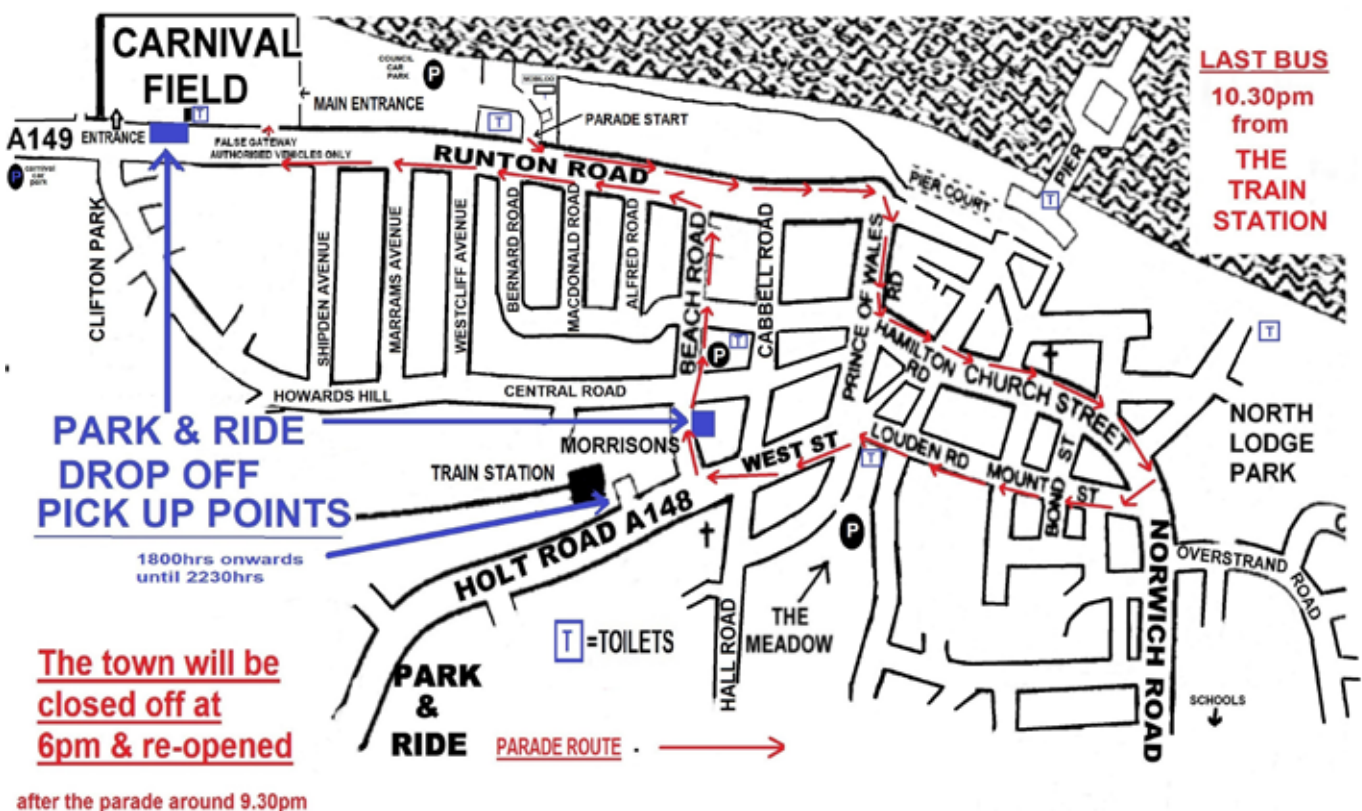 CARNIVAL
FIELD
COUNCIL
CAR
PARK
P
MAIN ENTRANCE
T
A149
ENTRANCE
FALSE GATEWAY
AUTHORISED VEHICLES ONLY
P
carnival
car
park
T
PARADE START
RUNTON ROAD
PIER COURT
PIER
T
LAST BUS
10.30pm
from
THE
TRAIN
STATION
CLIFTON PARK
SHIPDEN AVENUE
MARRAMS AVENUE
WESTCLIFF AVENUE
BERNARD ROAD
MACDONALD ROAD
ALFRED ROAD
BEACH ROAD
CABBELL ROAD
PRINCE OF WALES
RD
T
P
T
HAMILTON
RD
CHURCH STREET
HOWARDS HILL
CENTRAL ROAD
NORTH
LODGE
PARK
PARK & RIDE
DROP OFF
PICK UP POINTS
1800hrs onwards
until 2230hrs
MORRISONS
TRAIN STATION
WEST ST
LOUDEN RD
MOUNT
ST
BOND ST
T
P
HOLT ROAD A148
NORWICH ROAD
OVERSTRAND ROAD
THE
MEADOW
T =TOILETS
HALL ROAD
SCHOOLS
The town will be
closed off at
6pm & re-opened
after the parade around 9.30pm
PARK
&
RIDE
PARADE ROUTE .